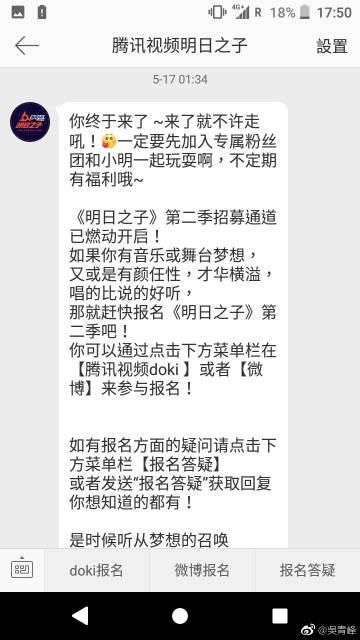 4G R 18% 17:50
腾讯视频明日之子
設置
5-17 01:34
你终于来了 ~来了就不许走
吼！一定要先加入专属粉丝
团和小明一起玩耍啊，不定期
有福利哦~
《明日之子》第二季招募通道
已燃动开启！
如果你有音乐或舞台梦想，
又或是有颜任性，才华横溢，
唱的比说的好听，
那就赶快报名《明日之子》第
二季吧！
你可以通过点击下方菜单栏在
【腾讯视频doki 】或者【微
博】来参与报名！
如有报名方面的疑问请点击下
方菜单栏【报名答疑】
或者发送“报名答疑”获取回复
你想知道的都有！
是时候听从梦想的召唤
doki报名
微博报名
报名答疑
@吳青峰